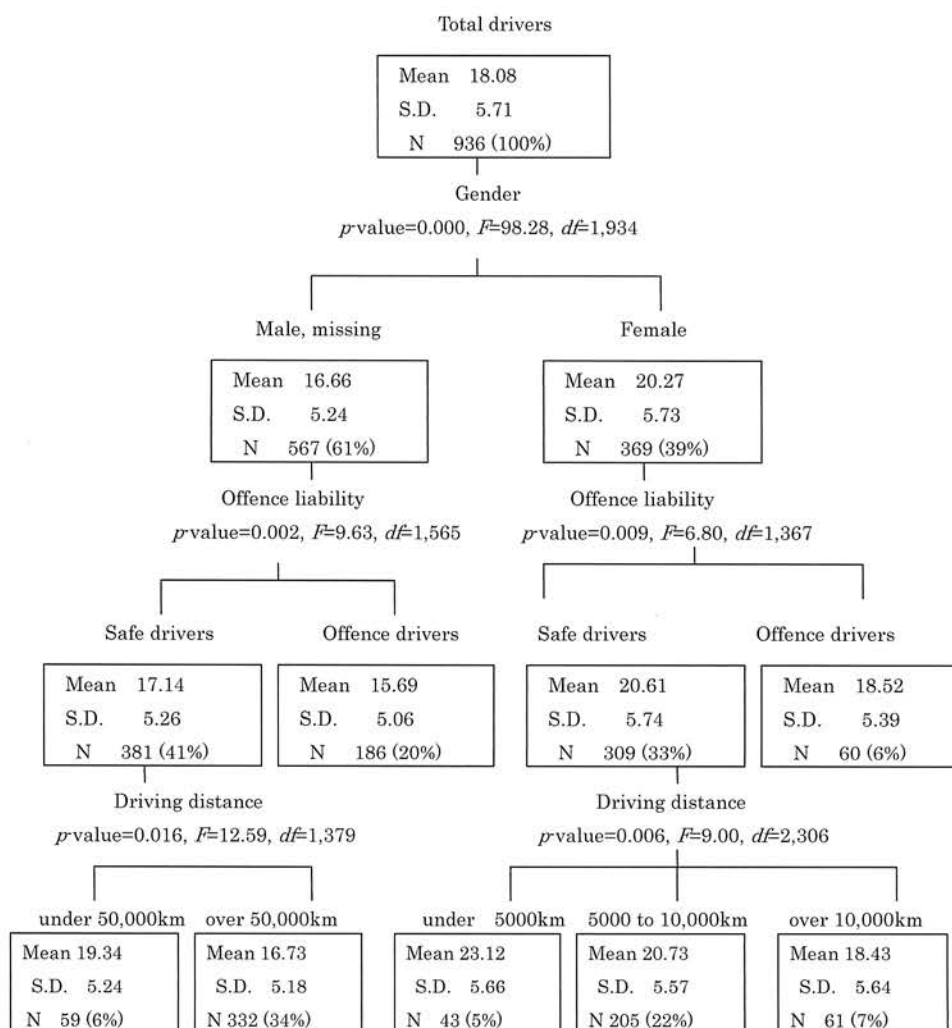 Total drivers
Mean 18.08
S.D. 5.71
N 936 (100%)
Gender
p-value=0.000, F=98.28, df=1,934
Male, missing
Female
Mean 16.66
S.D. 5.24
N 567 (61%)
Mean 20.27
S.D. 5.73
N 369 (39%)
Offence liability
p-value=0.002, F=9.63, df=1,565
Offence liability
p-value=0.009, F=6.80, df=1,367
Safe drivers
Offence drivers
Safe drivers
Offence drivers
Mean 17.14
S.D. 5.26
N 381 (41%)
Mean 15.69
S.D. 5.06
N 186 (20%)
Mean 20.61
S.D. 5.74
N 309 (33%)
Mean 18.52
S.D. 5.39
N 60 (6%)
Driving distance
p-value=0.016, F=12.59, df=1,379
Driving distance
p-value=0.006, F=9.00, df=2,306
under 50,000km
over 50,000km
under 5000km
5000 to 10,000km
over 10,000km
Mean 19.34
S.D. 5.24
N 59 (6%)
Mean 16.73
S.D. 5.18
N 332 (34%)
Mean 23.12
S.D. 5.66
N 43 (5%)
Mean 20.73
S.D. 5.57
N 205 (22%)
Mean 18.43
S.D. 5.64
N 61 (7%)